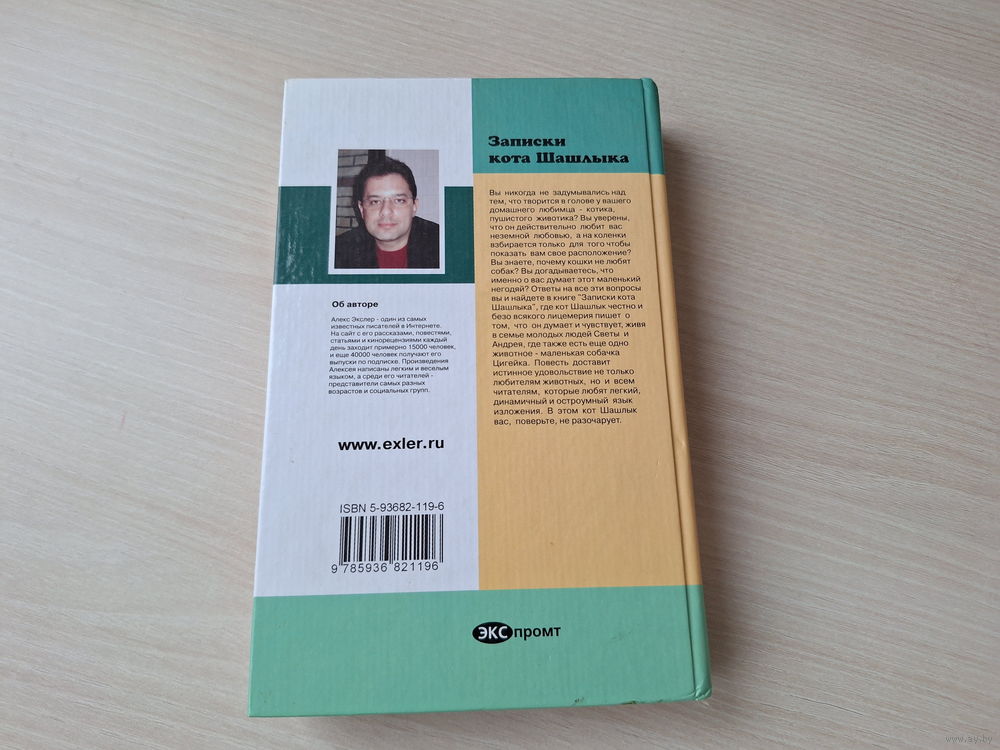 Записки
кота Шашлыка
Вы никогда не задумывались над
тем, что творится в голове у вашего
домашнего любимца - котика,
пушистого животика? Вы уверены,
что он действительно любит вас
неземной любовью, а на коленки
взбирается только для того чтобы
показать вам свое расположение?
Вы знаете, почему кошки не любят
собак? Вы догадываетесь, что
именно о вас думает этот маленький
негодяй? Ответы на все эти вопросы
вы и найдете в книге "Записки кота
Шашлыка", где кот Шашлык честно и
безо всякого лицемерия пишет о
том, что он думает и чувствует, живя
в семье молодых людей Светы и
Андрея, где также есть еще одно
животное - маленькая собачка
Цигейка. Повесть доставит
истинное удовольствие не только
любителям животных, но и всем
читателям, которые любят легкий,
динамичный и остроумный язык
изложения. В этом кот Шашлык
вас, поверьте, не разочарует.
Об авторе
Алекс Экслер - один из самых
известных писателей в Интернете.
На сайт с его рассказами, повестями,
статьями и кинорецензиями каждый
день заходит примерно 15000 человек,
и еще 40000 человек получают его
выпуски по подписке. Произведения
Алексея написаны легким и веселым
языком, а среди его читателей -
представители самых разных
возрастов и социальных групп.
www.exler.ru
ISBN 5-93682-119-6
9 785936 821196
ЭКСпромт
www.ay.by